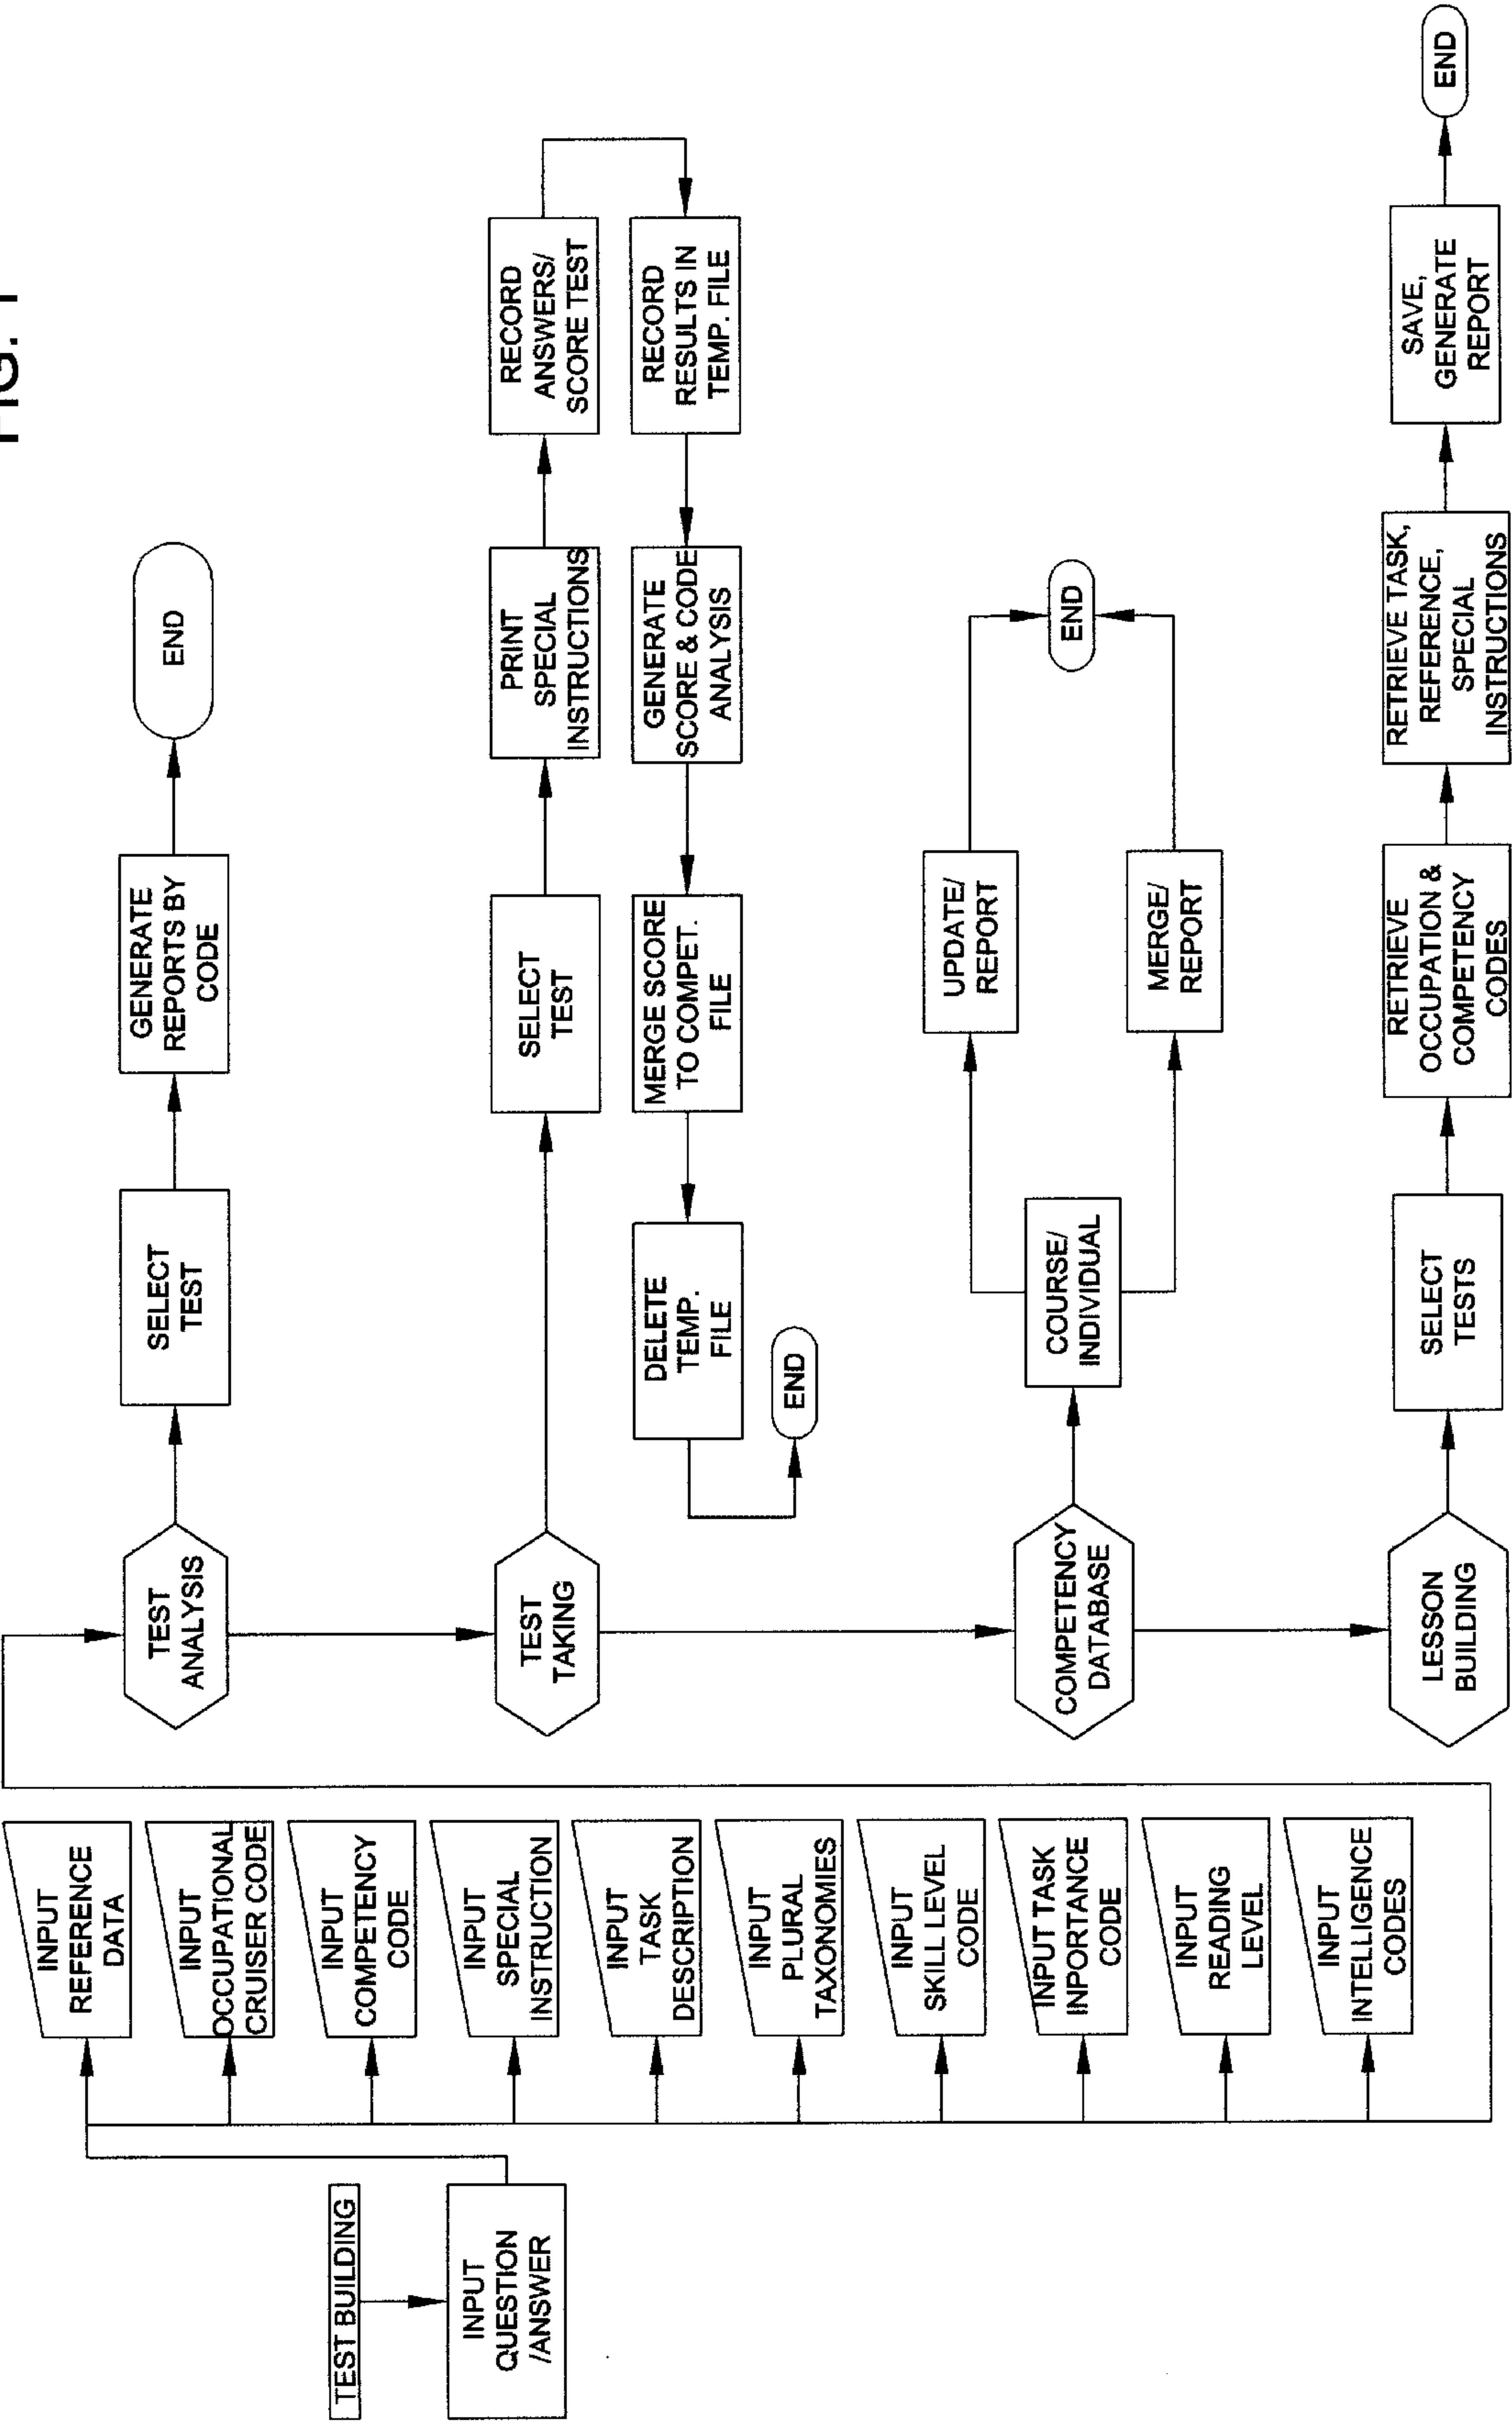 FIG. 1
TEST BUILDING
INPUT
QUESTION
/ANSWER
INPUT
REFERENCE
DATA
INPUT
OCCUPATIONAL
CRUISER CODE
INPUT
COMPETENCY
CODE
INPUT
SPECIAL
INSTRUCTION
INPUT
TASK
DESCRIPTION
INPUT
PLURAL
TAXONOMIES
INPUT
SKILL LEVEL
CODE
INPUT TASK
INPORTANCE
CODE
INPUT
READING
LEVEL
INPUT
INTELLIGENCE
CODES
TEST
ANALYSIS
SELECT
TEST
GENERATE
REPORTS BY
CODE
END
TEST
TAKING
SELECT
TEST
PRINT
SPECIAL
INSTRUCTIONS
RECORD
ANSWERS/
SCORE TEST
RECORD
RESULTS IN
TEMP. FILE
GENERATE
SCORE & CODE
ANALYSIS
MERGE SCORE
TO COMPET.
FILE
DELETE
TEMP.
FILE
END
COMPETENCY
DATABASE
COURSE/
INDIVIDUAL
UPDATE/
REPORT
MERGE/
REPORT
END
LESSON
BUILDING
SELECT
TESTS
RETRIEVE
OCCUPATION &
COMPETENCY
CODES
RETRIEVE TASK,
REFERENCE,
SPECIAL
INSTRUCTIONS
SAVE,
GENERATE
REPORT
END